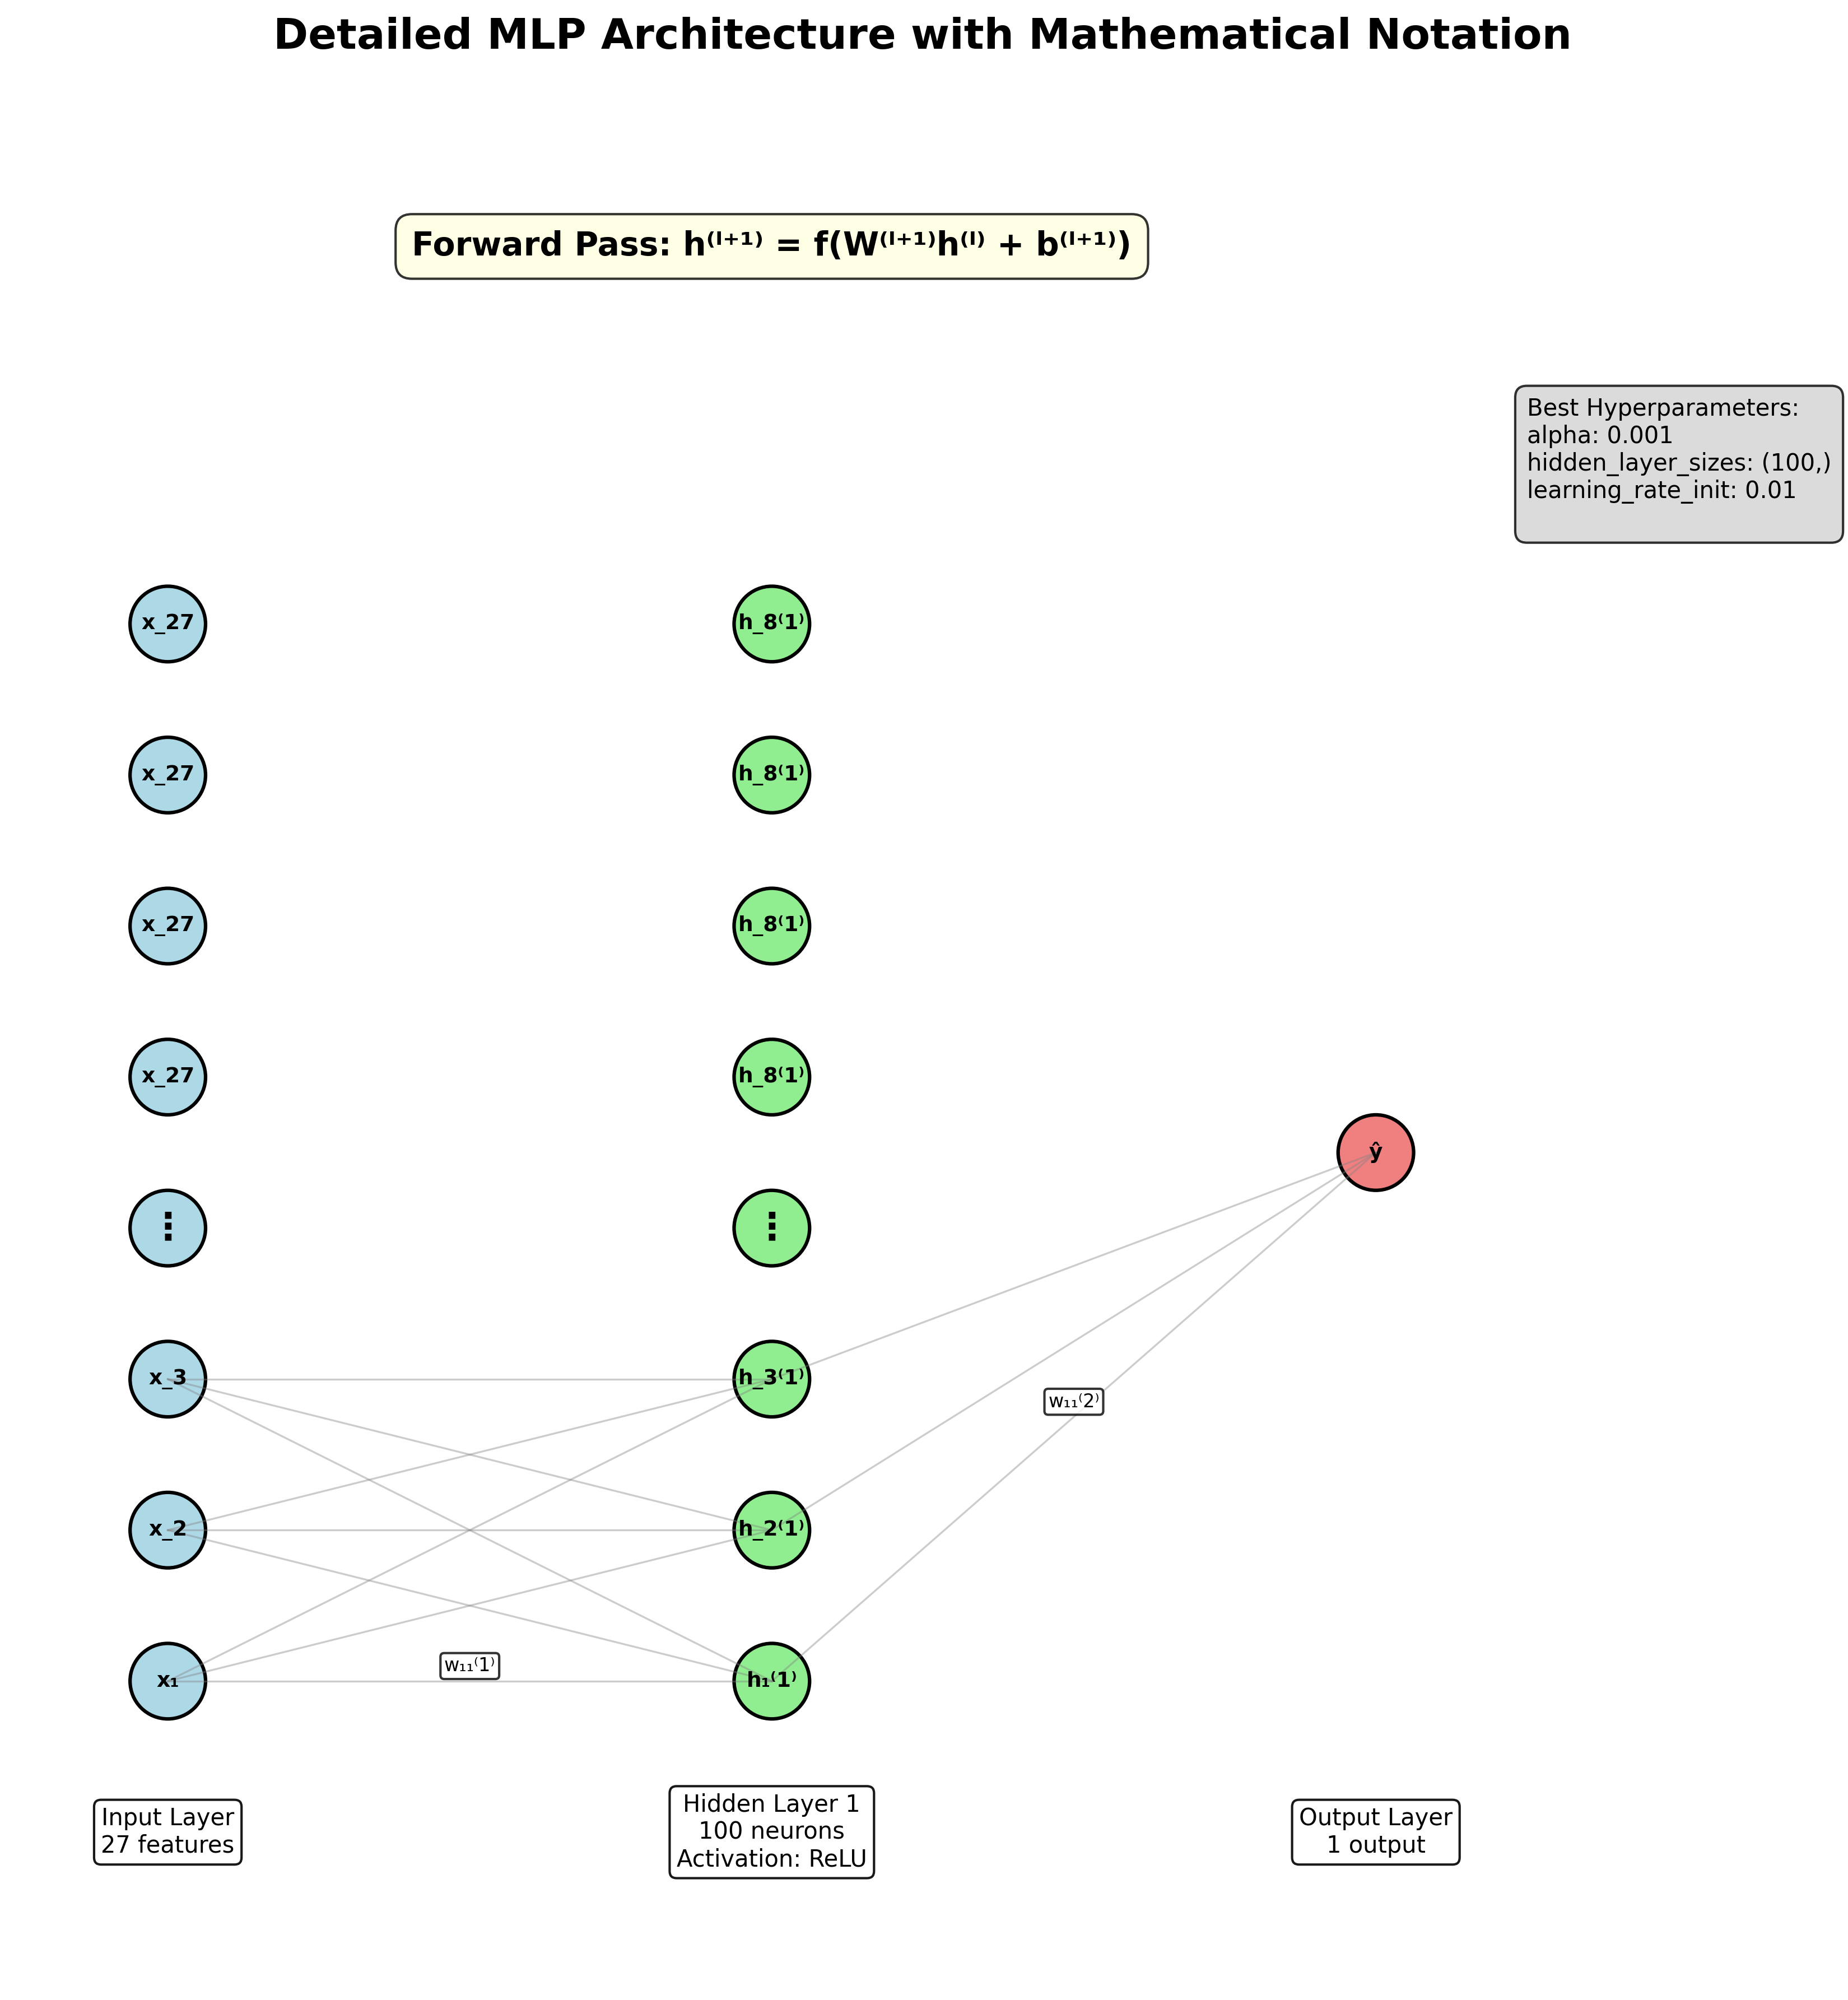 Detailed MLP Architecture with Mathematical Notation
Forward Pass: h⁽ˡ⁺¹⁾ = f(W⁽ˡ⁺¹⁾h⁽ˡ⁾ + b⁽ˡ⁺¹⁾)
Best Hyperparameters:
alpha: 0.001
hidden_layer_sizes: (100,)
learning_rate_init: 0.01
x_27
h_8⁽1⁾
x_27
h_8⁽1⁾
x_27
h_8⁽1⁾
x_27
h_8⁽1⁾
ŷ
⋮
⋮
x_3
h_3⁽1⁾
w₁₁⁽2⁾
x_2
h_2⁽1⁾
w₁₁⁽1⁾
x₁
h₁⁽1⁾
Input Layer
27 features
Hidden Layer 1
100 neurons
Activation: ReLU
Output Layer
1 output